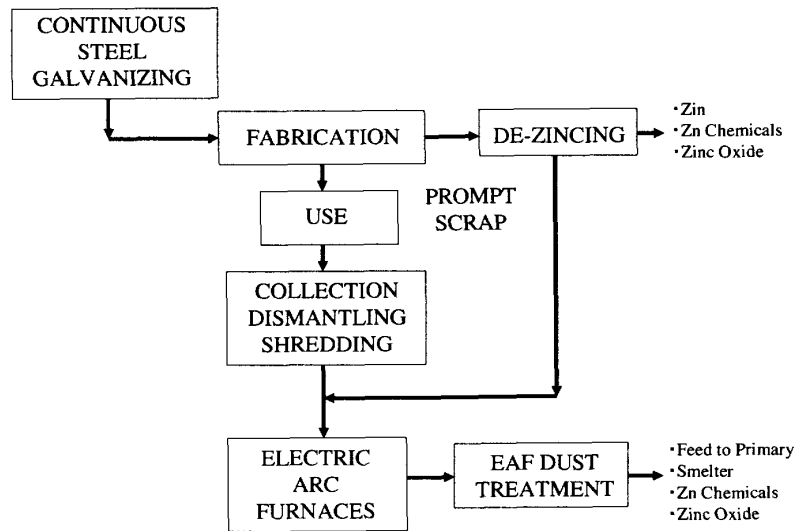 CONTINUOUS
STEEL
GALVANIZING
FABRICATION
DE-ZINCING
· Zin
· Zn Chemicals
· Zinc Oxide
USE
PROMPT
SCRAP
COLLECTION
DISMANTLING
SHREDDING
ELECTRIC
ARC
FURNACES
EAF DUST
TREATMENT
· Feed to Primary
· Smelter
· Zn Chemicals
· Zinc Oxide